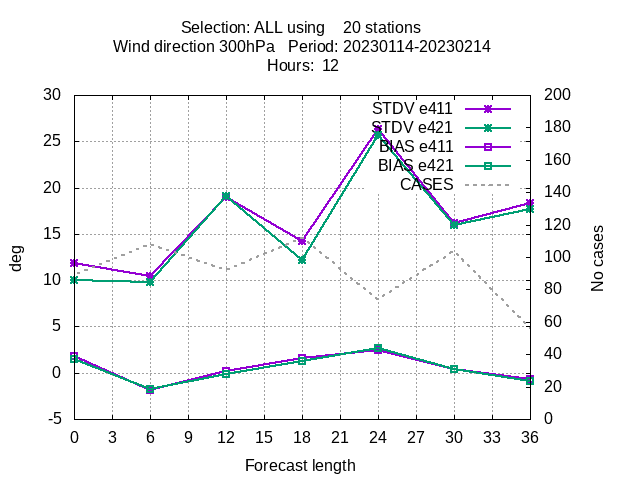 Selection: ALL using    20 stations
Wind direction 300hPa   Period: 20230114-20230214
Hours:  12
30
25
20
15
10
5
0
-5
deg
STDV e411
STDV e421
BIAS e411
BIAS e421
CASES
200
180
160
140
120
100
80
60
40
20
0
No cases
0 3 6 9 12 15 18 21 24 27 30 33 36
Forecast length